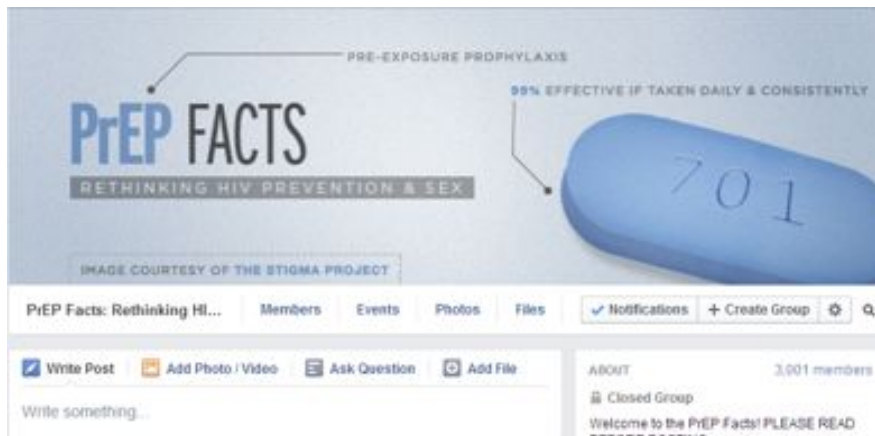 PRE-EXPOSURE PROPHYLAXIS
99% EFFECTIVE IF TAKEN DAILY & CONSISTENTLY
PrEP FACTS
RETHINKING HIV PREVENTION & SEX
701
IMAGE COURTESY OF THE STIGMA PROJECT
PrEP Facts: Rethinking HI... Members Events Photos Files Notifications + Create Group
Write Post Add Photo / Video Ask Question Add File
Write something...
ABOUT 3,001 members
Closed Group
Welcome to the PrEP Facts! PLEASE READ